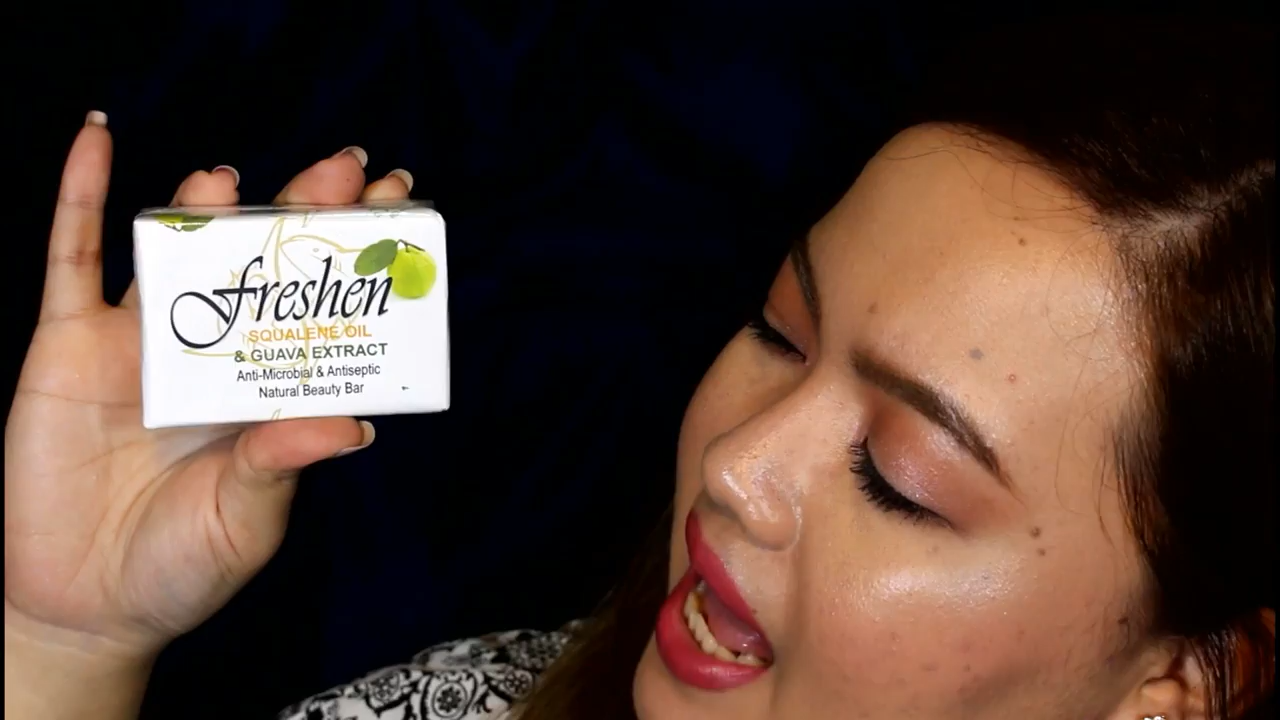 freshen
SQUALENE OIL
& GUAVA EXTRACT
Anti-Microbial & Antiseptic
Natural Beauty Bar